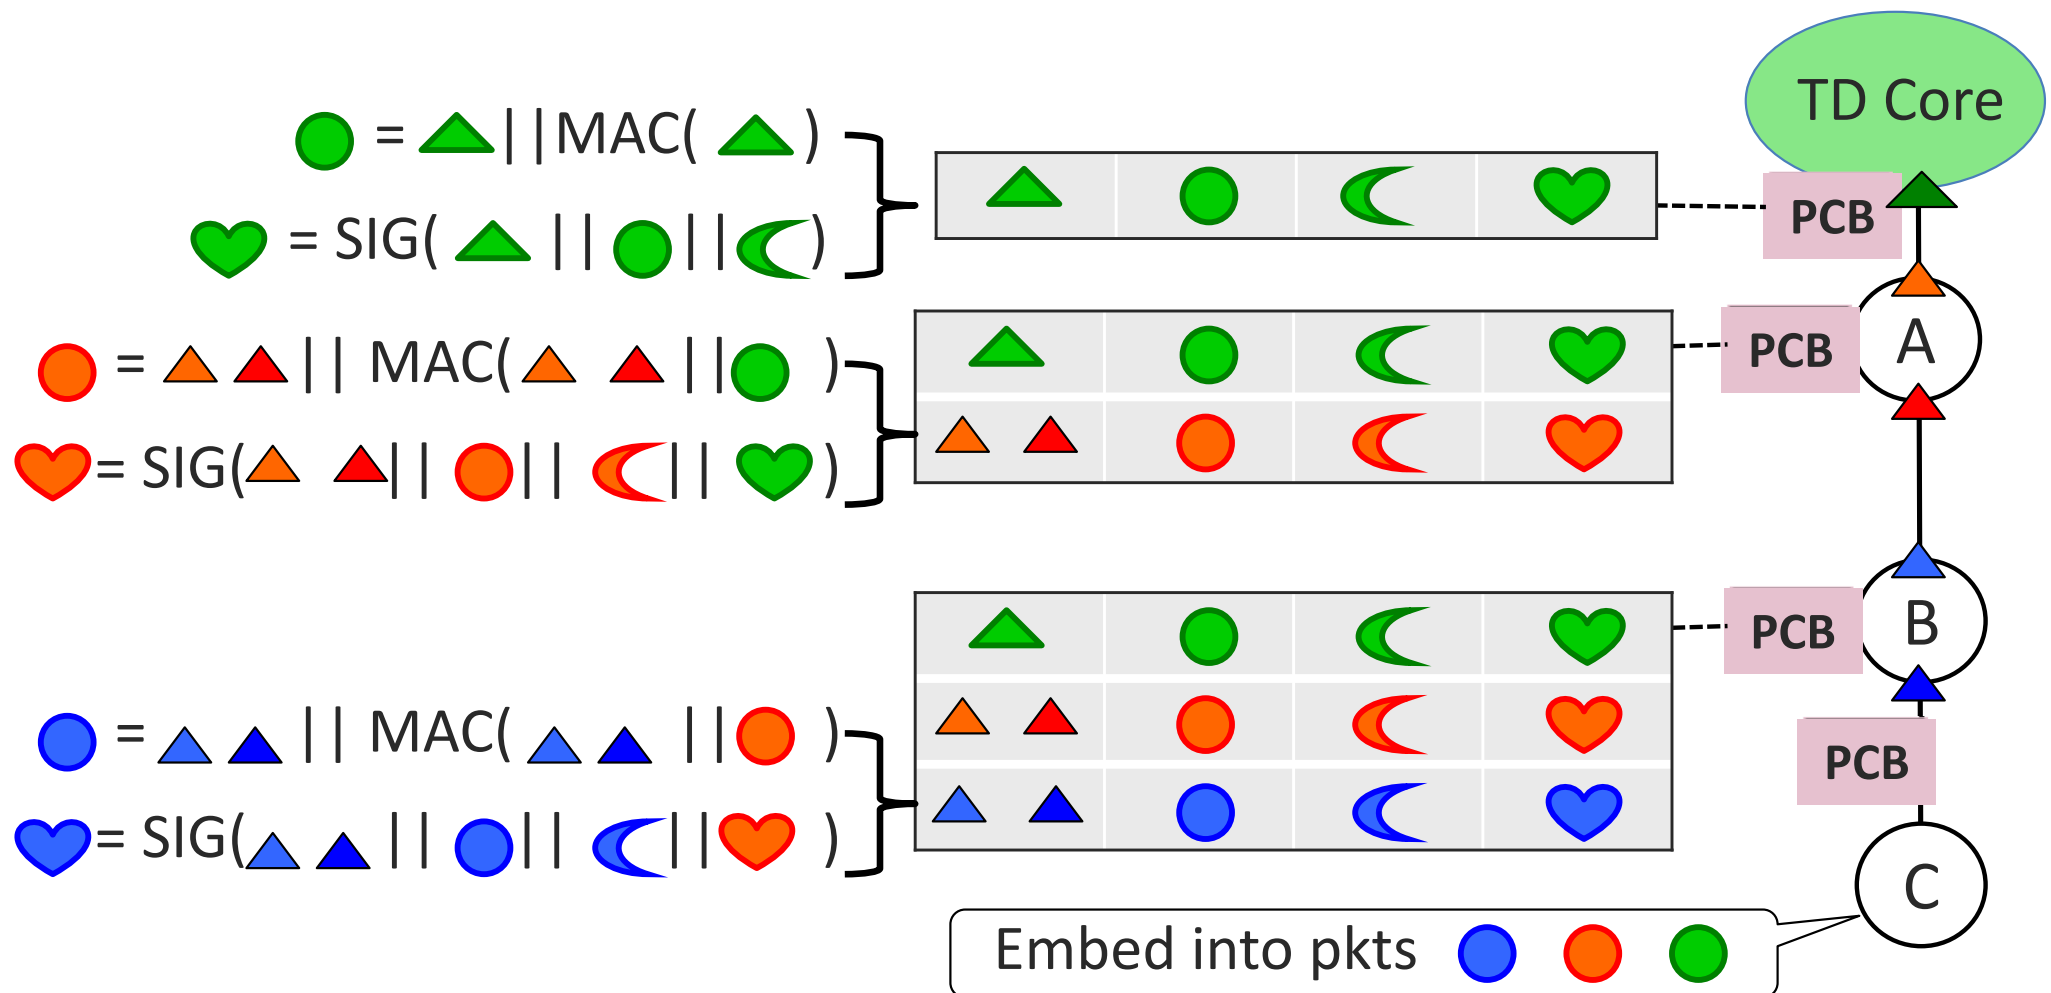 TD Core
= ||MAC( )
PCB
= SIG( || || )
= || MAC( || )
PCB
A
= SIG( || || || )
PCB
B
= || MAC( || )
PCB
= SIG( || || || )
C
Embed into pkts